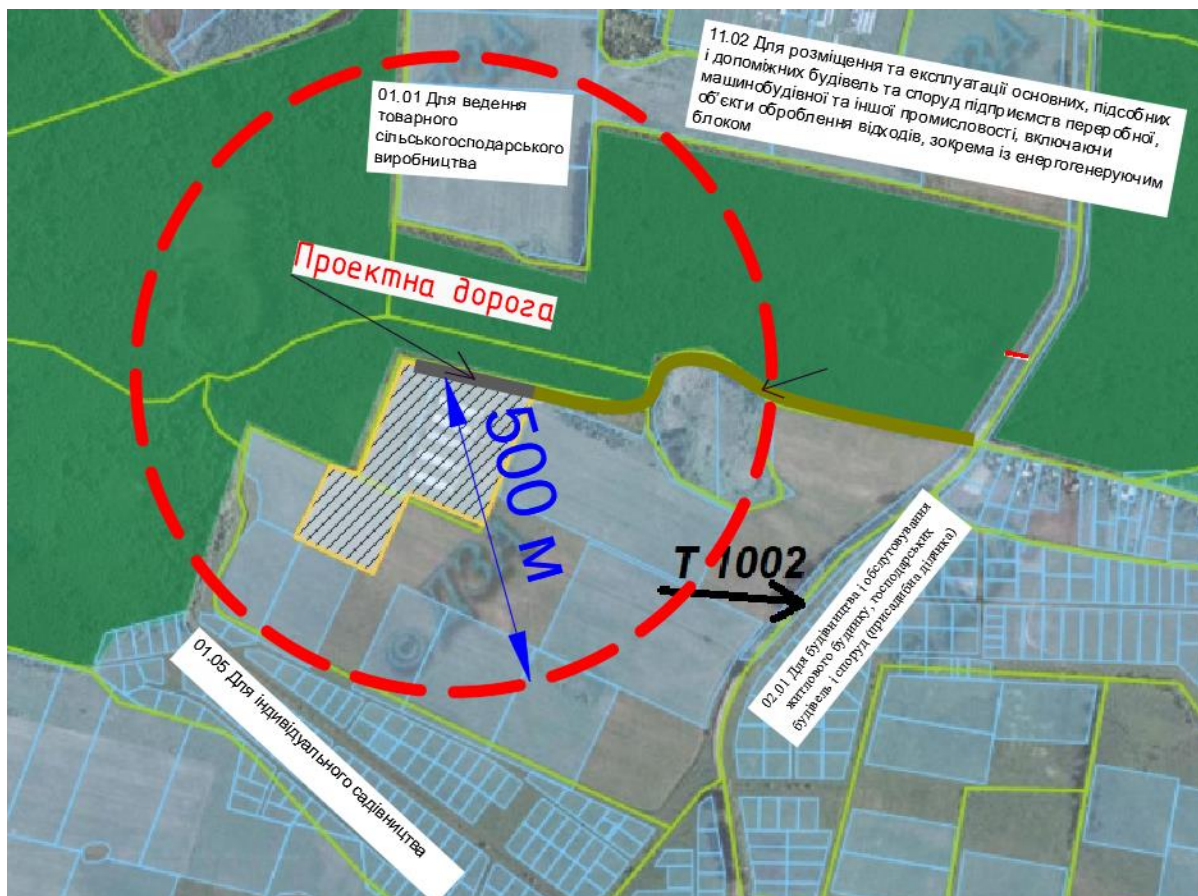 01.01 Для ведення
товарного
сільськогосподарського
виробництва
11.02 Для розміщення та експлуатації основних, підсобних
і допоміжних будівель та споруд підприємств переробної,
машинобудівної та іншої промисловості, включаючи
об'єкти оброблення відходів, зокрема із енергогенеруючим
блоком
Проектна дорога
500 м
Т 1002
02.01 Для будівництва і обслуговування
житлового будинку, господарських
будівель і споруд (присадибна ділянка)
01.05 Для індивідуального садівництва